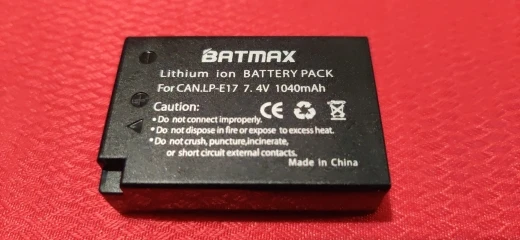 BATMAX
Lithium ion BATTERY PACK
For CAN.LP-E17 7.4V 1040mAh
Caution:
CE
•Do not connect improperly.
•Do not dispose in fire or expose to excess heat.
•Do not crush, puncture, incinerate,
or short circuit external contacts.
Made in China